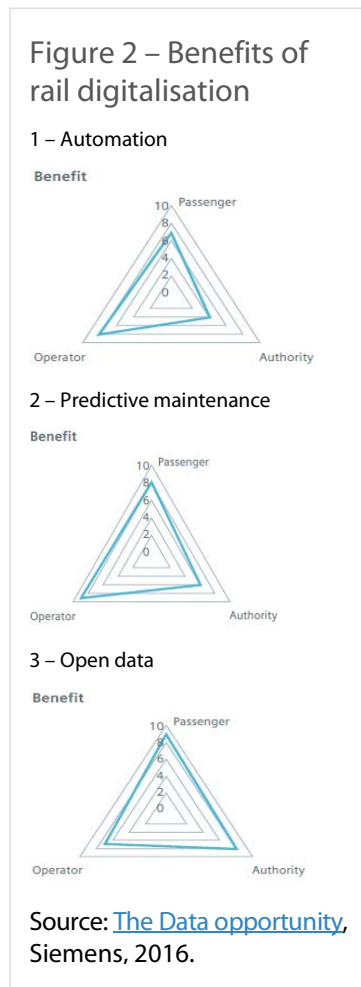 Figure 2 – Benefits of
rail digitalisation
1 – Automation
Benefit
Passenger
10
8
6
4
2
0
Operator
Authority
2 – Predictive maintenance
Benefit
Passenger
10
8
6
4
2
0
Operator
Authority
3 – Open data
Benefit
Passenger
10
8
6
4
2
0
Operator
Authority
Source: The Data opportunity,
Siemens, 2016.